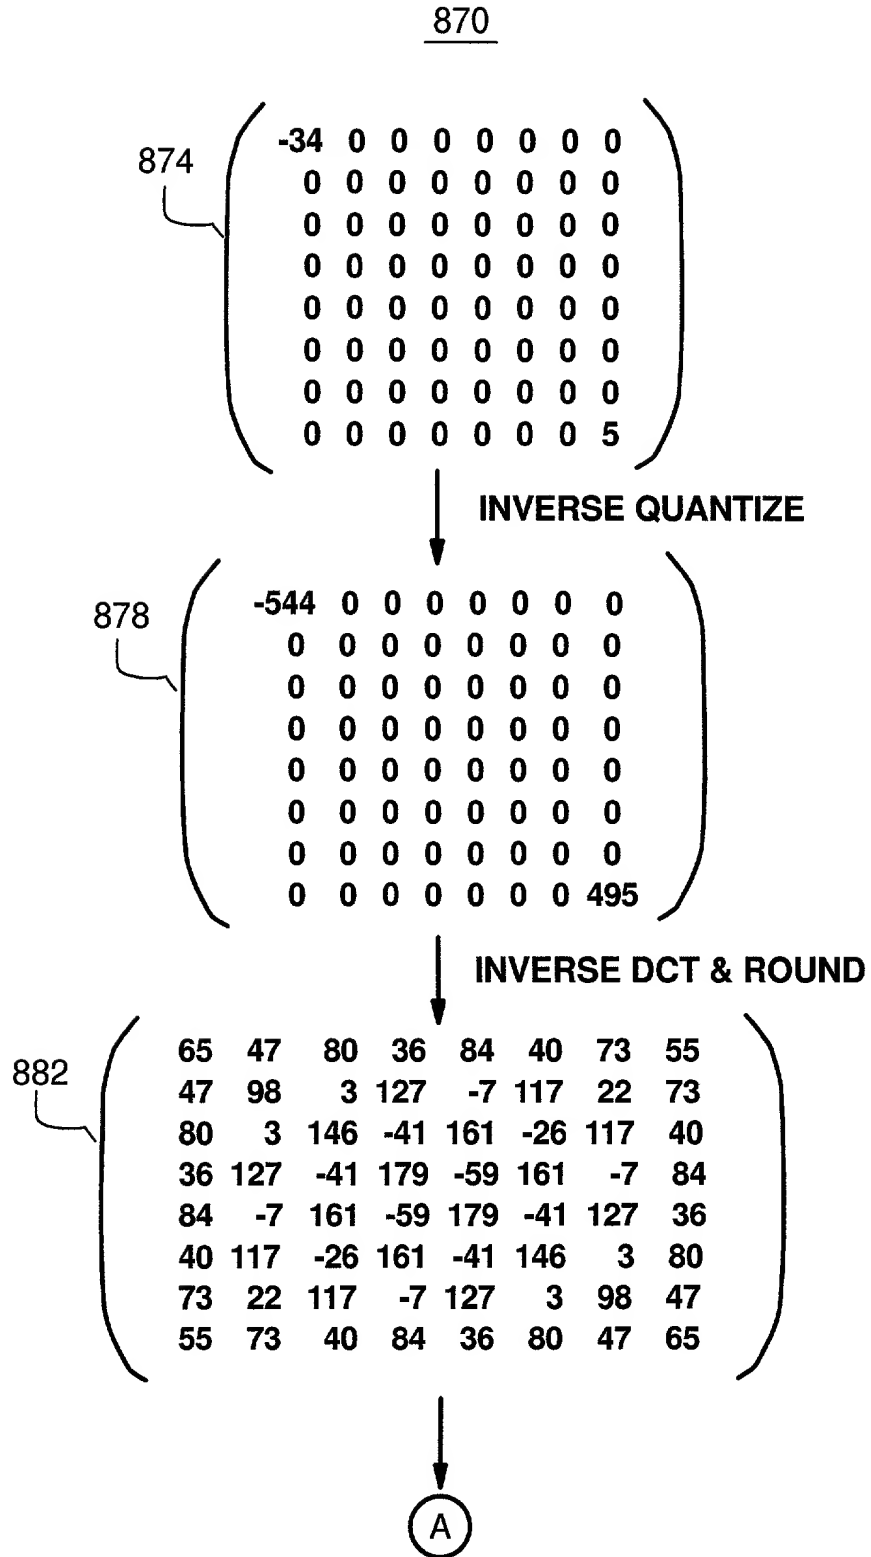 870
874
-34 0 0 0 0 0 0 0
0 0 0 0 0 0 0 0
0 0 0 0 0 0 0 0
0 0 0 0 0 0 0 0
0 0 0 0 0 0 0 0
0 0 0 0 0 0 0 0
0 0 0 0 0 0 0 0
0 0 0 0 0 0 0 5
INVERSE QUANTIZE
878
-544 0 0 0 0 0 0 0
0 0 0 0 0 0 0 0
0 0 0 0 0 0 0 0
0 0 0 0 0 0 0 0
0 0 0 0 0 0 0 0
0 0 0 0 0 0 0 0
0 0 0 0 0 0 0 0
0 0 0 0 0 0 0 495
INVERSE DCT & ROUND
882
65 47 80 36 84 40 73 55
47 98 3 127 -7 117 22 73
80 3 146 -41 161 -26 117 40
36 127 -41 179 -59 161 -7 84
84 -7 161 -59 179 -41 127 36
40 117 -26 161 -41 146 3 80
73 22 117 -7 127 3 98 47
55 73 40 84 36 80 47 65
A